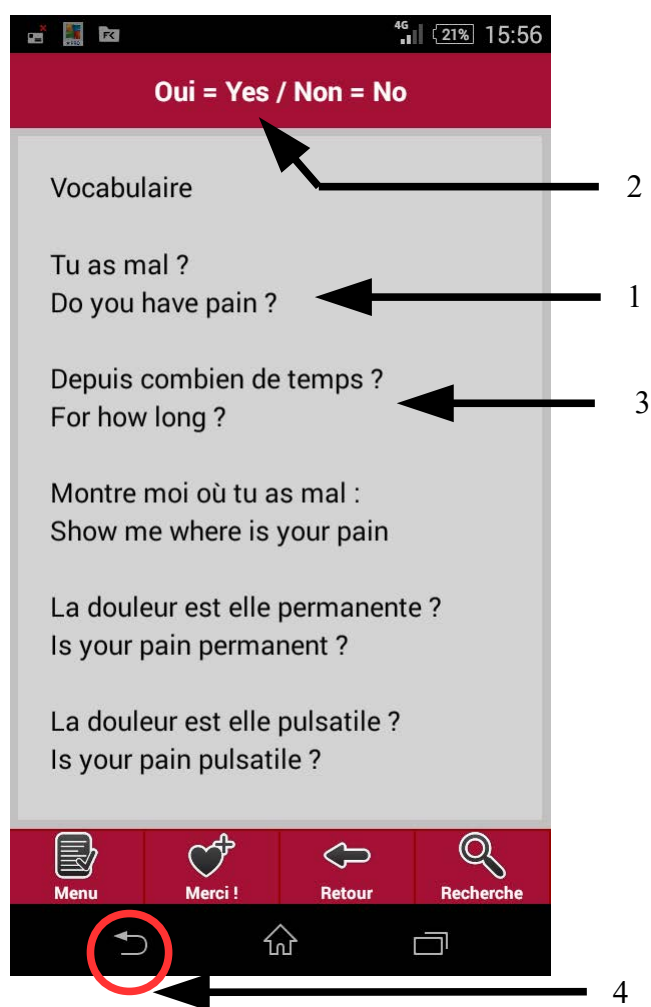 4G 21% 15:56
Oui = Yes / Non = No
2
Vocabulaire
Tu as mal ?
Do you have pain ?
1
Depuis combien de temps ?
For how long ?
3
Montre moi où tu as mal :
Show me where is your pain
La douleur est elle permanente ?
Is your pain permanent ?
La douleur est elle pulsatile ?
Is your pain pulsatile ?
Menu Merci ! Retour Recherche
4